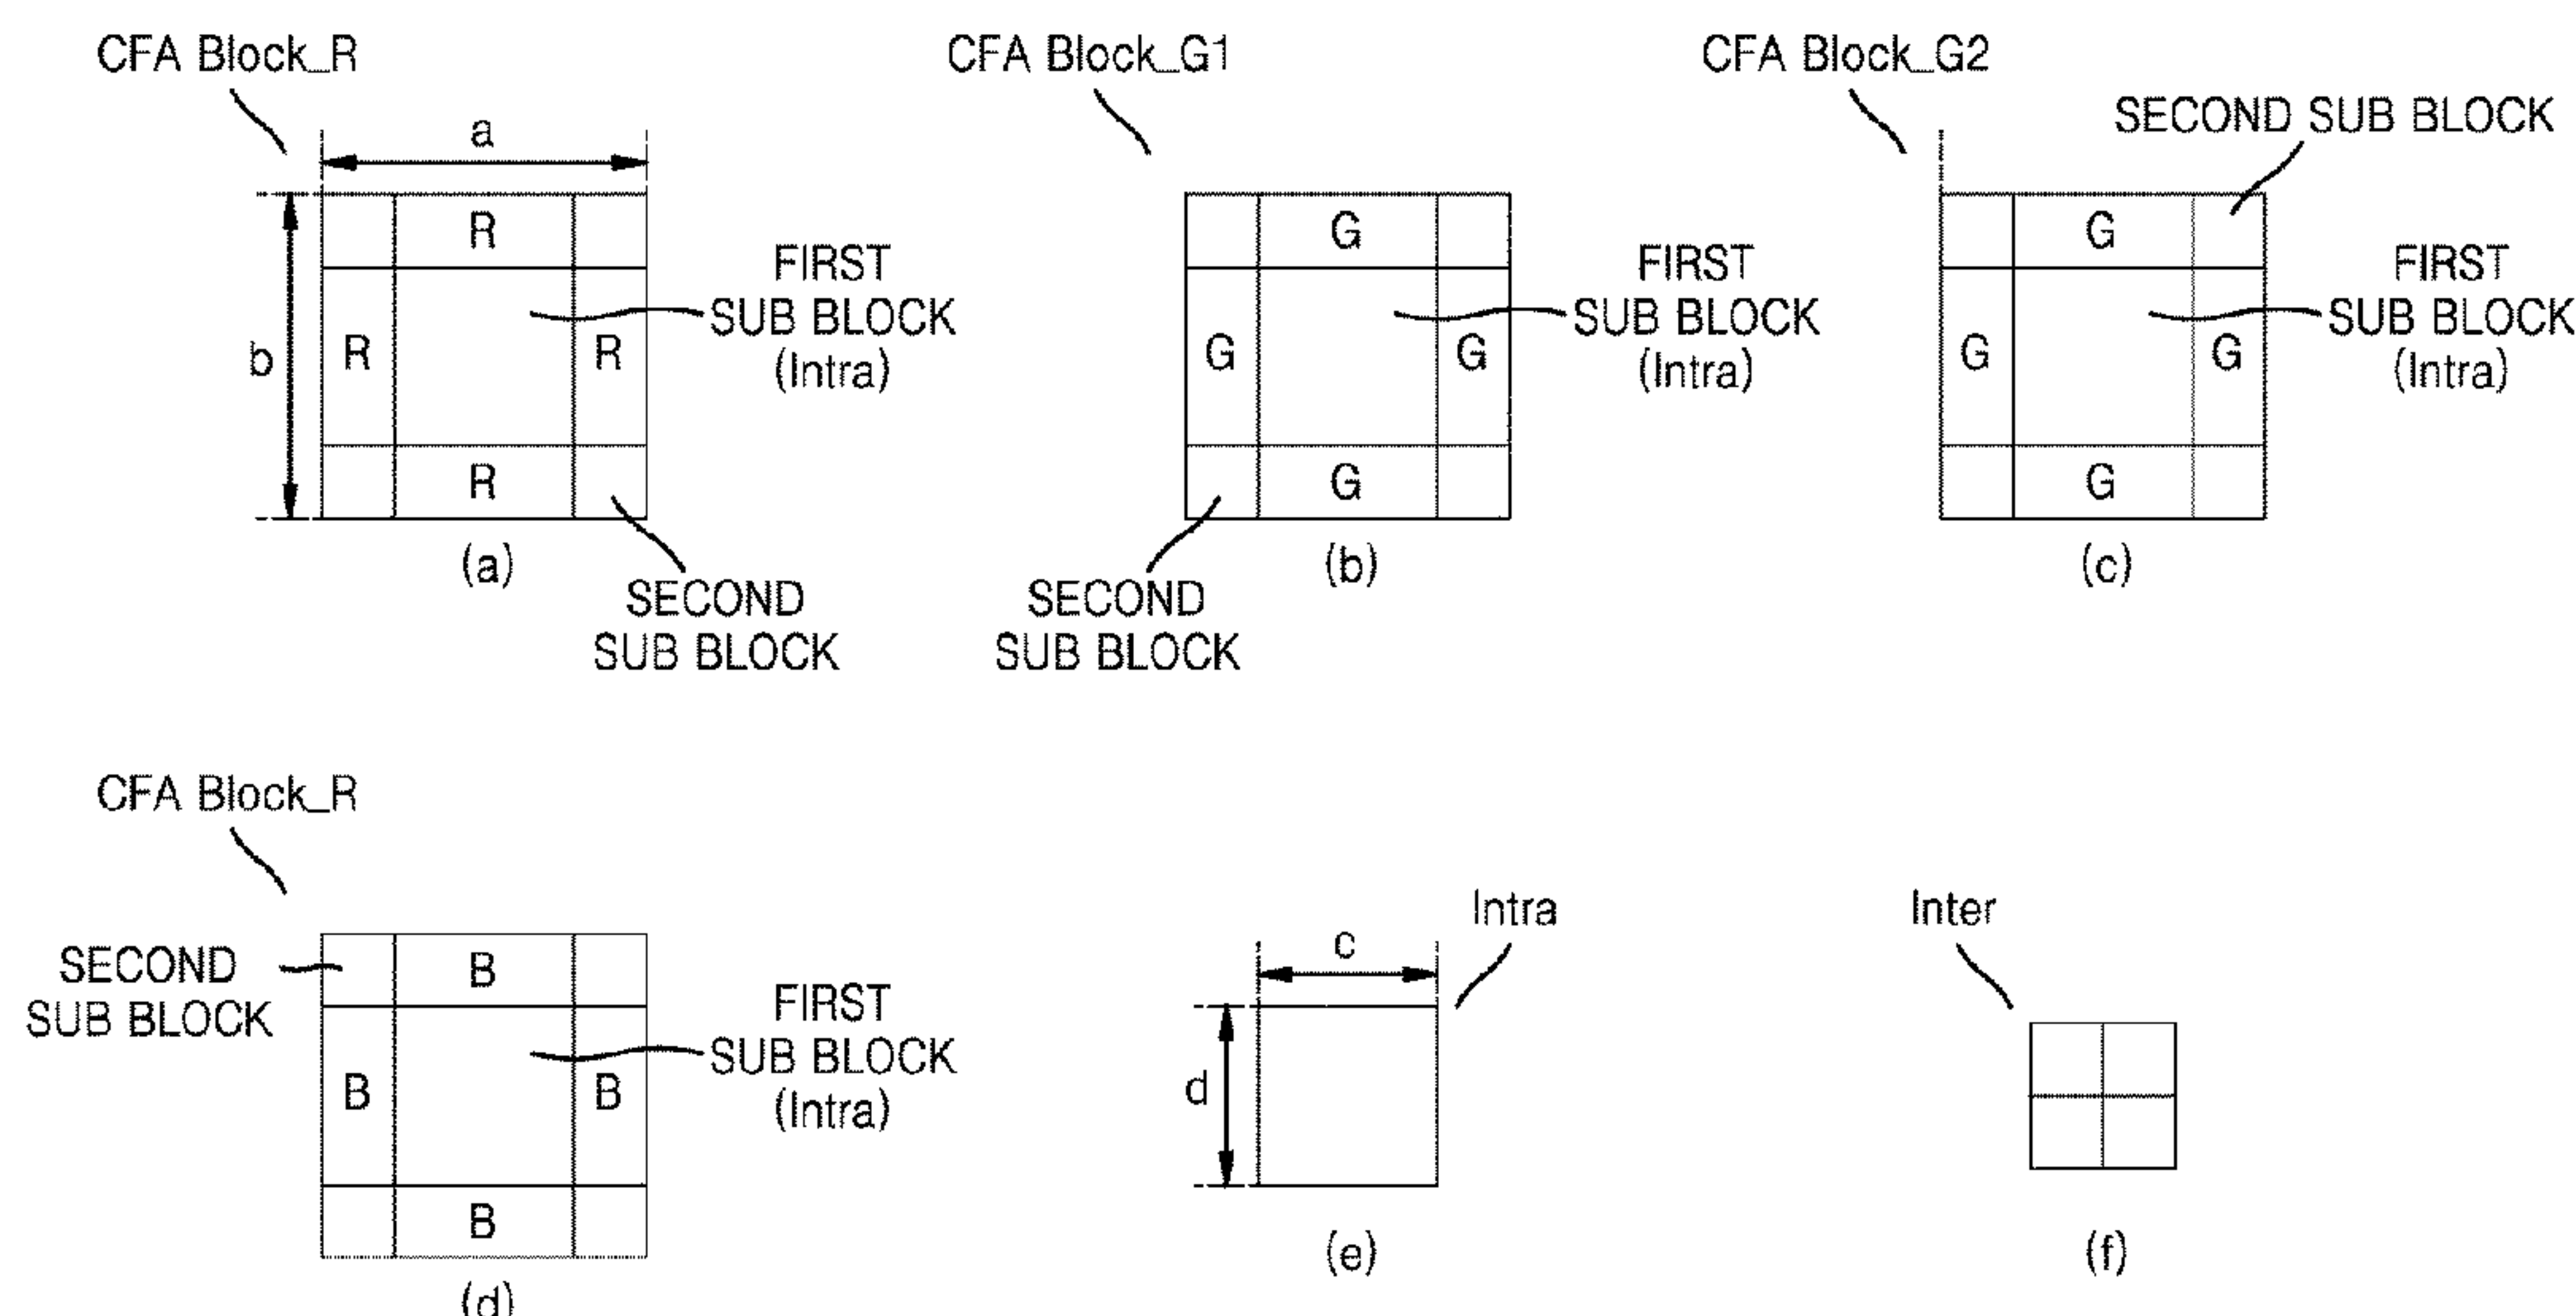 CFA Block_R
a
b
R
R
R
R
FIRST
SUB BLOCK
(Intra)
SECOND
SUB BLOCK
(a)
CFA Block_G1
G
G
G
G
FIRST
SUB BLOCK
(Intra)
SECOND
SUB BLOCK
(b)
CFA Block_G2
SECOND SUB BLOCK
G
G
G
G
FIRST
SUB BLOCK
(Intra)
(c)
CFA Block_R
SECOND
SUB BLOCK
B
B
B
B
FIRST
SUB BLOCK
(Intra)
(d)
Intra
c
d
(e)
Inter
(f)